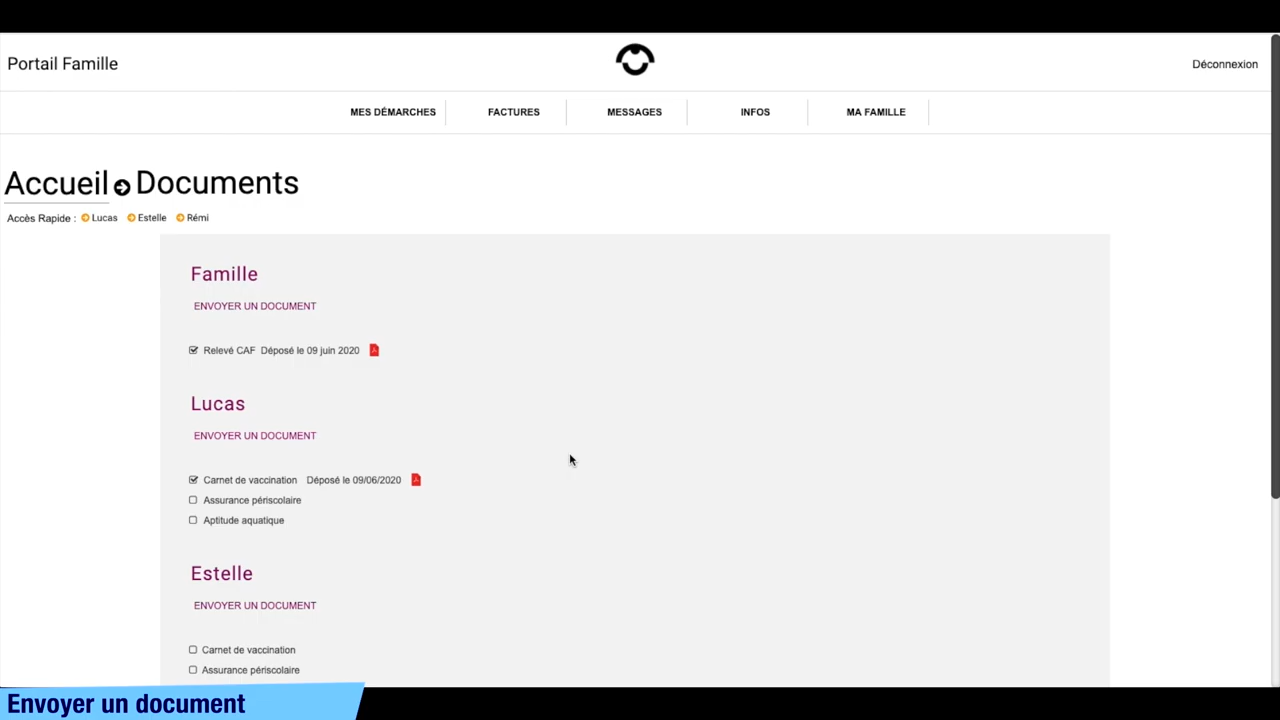 Portail Famille
Déconnexion
MES DÉMARCHES FACTURES MESSAGES INFOS MA FAMILLE
Accueil Documents
Accès Rapide : Lucas Estelle Rémi
Famille
ENVOYER UN DOCUMENT
Relevé CAF Déposé le 09 juin 2020
Lucas
ENVOYER UN DOCUMENT
Carnet de vaccination Déposé le 09/06/2020
Assurance périscolaire
Aptitude aquatique
Estelle
ENVOYER UN DOCUMENT
Carnet de vaccination
Assurance périscolaire
Envoyer un document